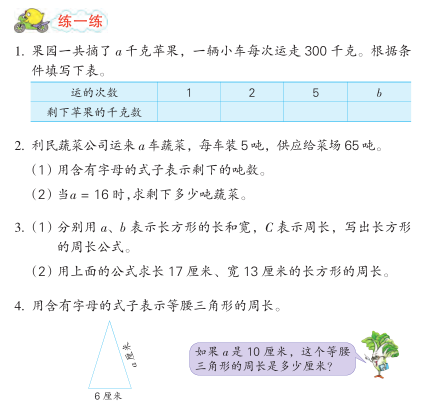 练一练
1. 果园一共摘了 a 千克苹果，一辆小车每次运走 300 千克。根据条
件填写下表。
运的次数 1 2 5 b
剩下苹果的千克数
2. 利民蔬菜公司运来 a 车蔬菜，每车装 5 吨，供应给菜场 65 吨。
（1）用含有字母的式子表示剩下的吨数。
（2）当a = 16 时，求剩下多少吨蔬菜。
3.（1）分别用 a、b 表示长方形的长和宽，C 表示周长，写出长方形
的周长公式。
（2）用上面的公式求长 17 厘米、宽 13 厘米的长方形的周长。
4. 用含有字母的式子表示等腰三角形的周长。
a 厘米
如果 a 是 10 厘米，这个等腰
三角形的周长是多少厘米？
6 厘米